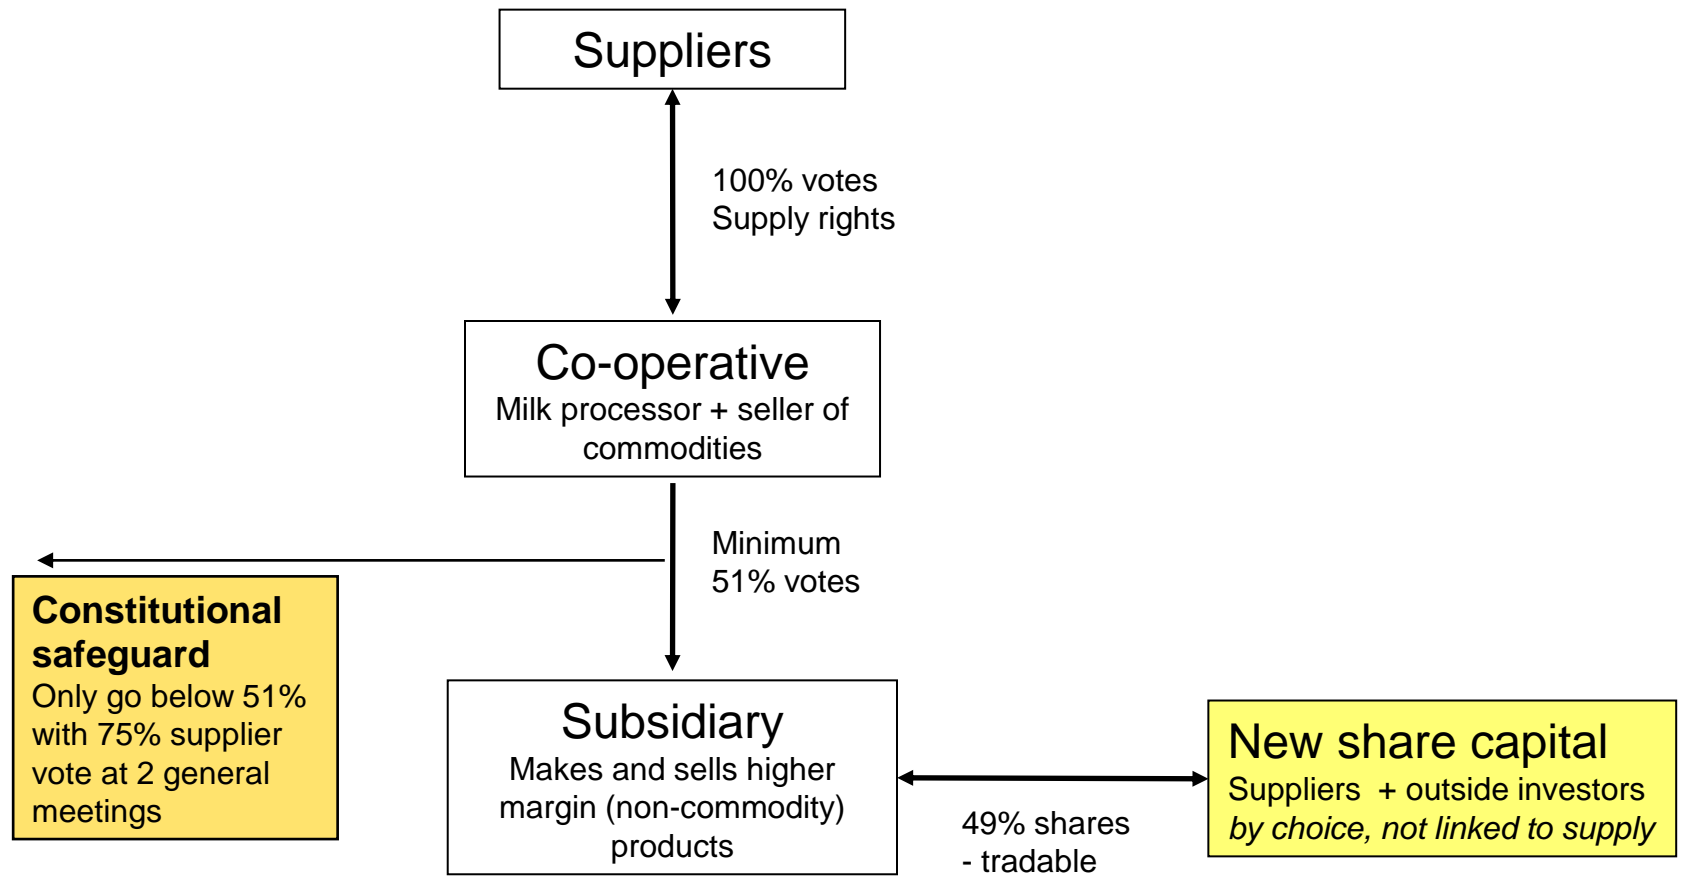 Suppliers
100% votes
Supply rights
Co-operative
Milk processor + seller of
commodities
Minimum
51% votes
Constitutional
safeguard
Only go below 51%
with 75% supplier
vote at 2 general
meetings
Subsidiary
Makes and sells higher
margin (non-commodity)
products
49% shares
- tradable
New share capital
Suppliers + outside investors
by choice, not linked to supply